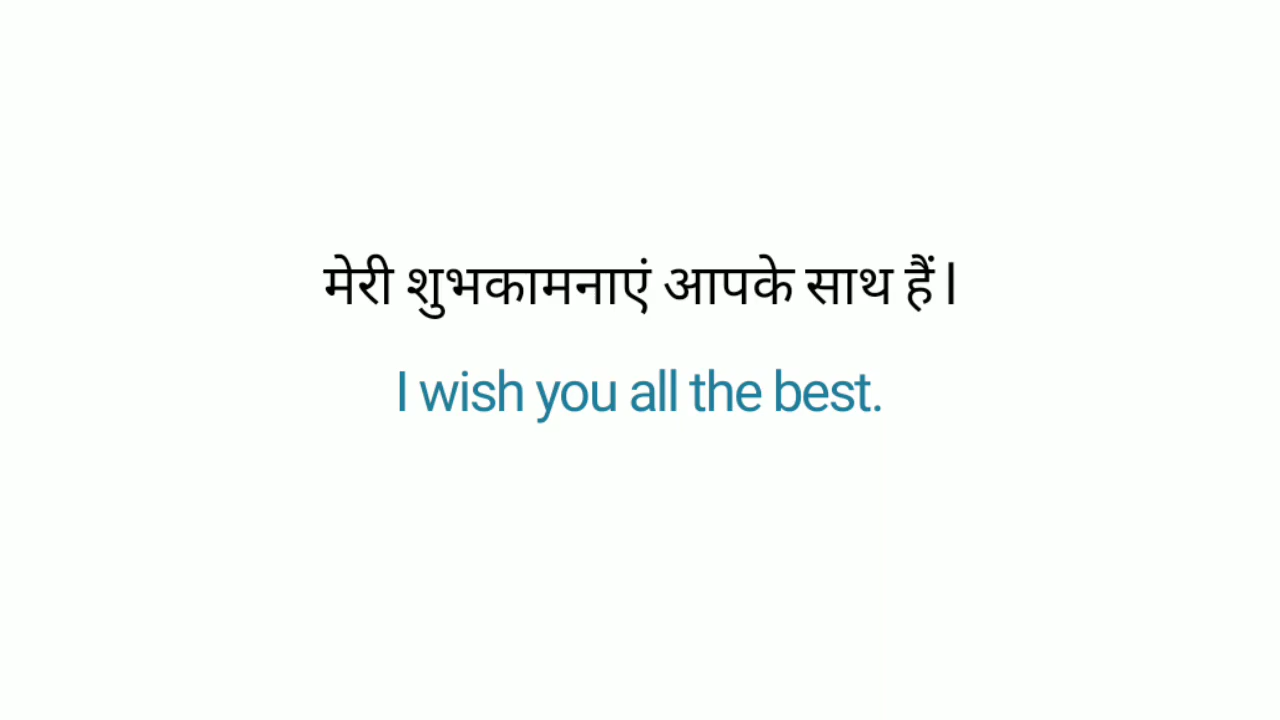 मेरी शुभकामनाएं आपके साथ हैं।
I wish you all the best.